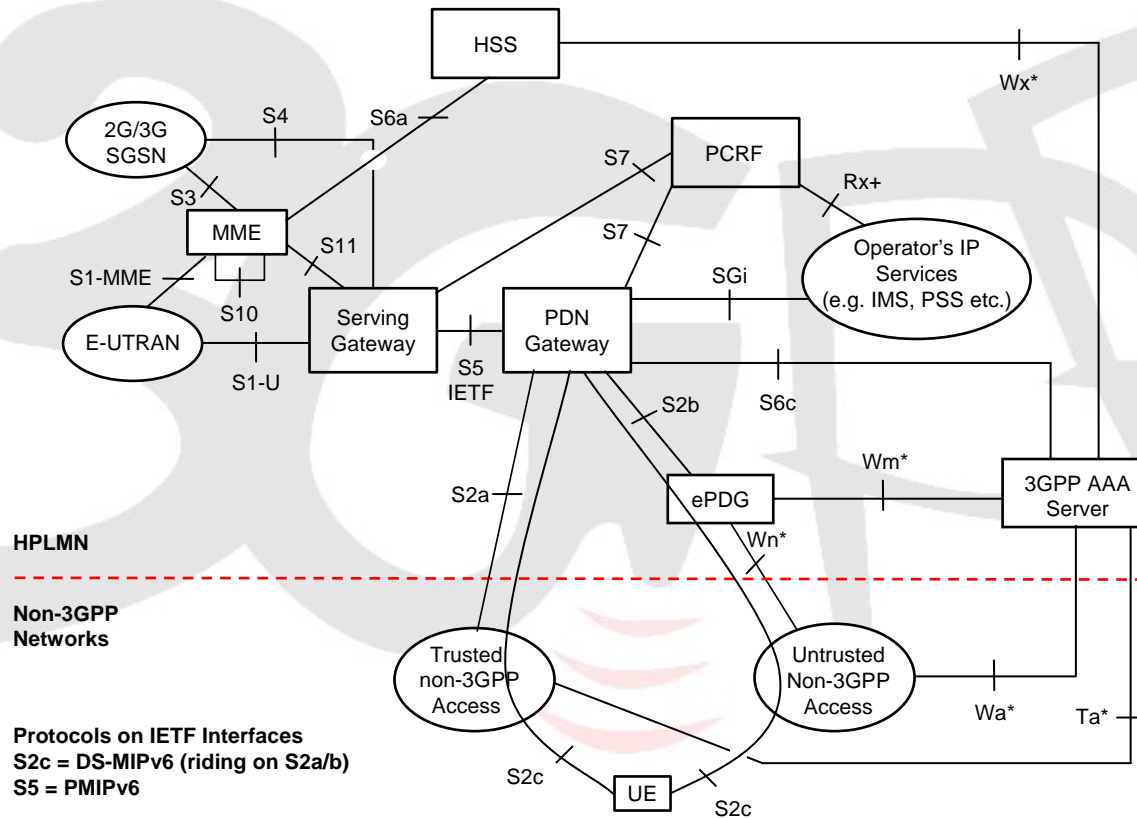 HSS
Wx*
S4
S6a
2G/3G
SGSN
PCRF
S7
Rx+
S3
MME
S7
Operator's IP
Services
(e.g. IMS, PSS etc.)
S11
S1-MME
SGi
S10
Serving
Gateway
PDN
Gateway
E-UTRAN
S5
IETF
S1-U
S6c
S2b
Wm*
S2a
ePDG
3GPP AAA
Server
HPLMN
Wn*
Non-3GPP
Networks
Trusted
non-3GPP
Access
Untrusted
Non-3GPP
Access
Wa*
Ta*
Protocols on IETF Interfaces
S2c = DS-MIPv6 (riding on S2a/b)
S5 = PMIPv6
S2c
UE
S2c